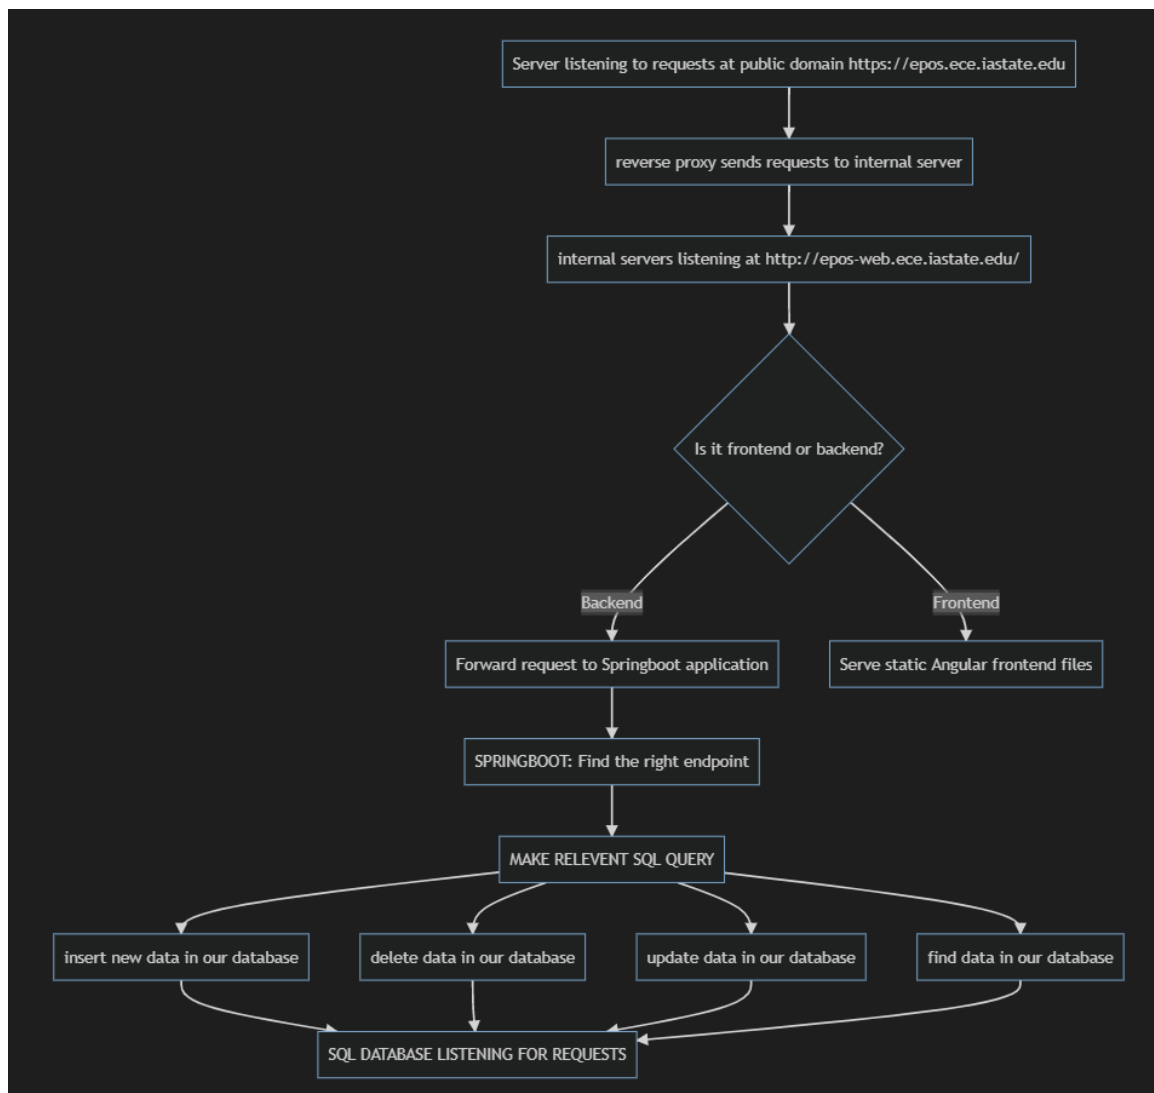 Server listening to requests at public domain https://epos.ece.iastate.edu
reverse proxy sends requests to internal server
internal servers listening at http://epos-web.ece.iastate.edu/
Is it frontend or backend?
Backend
Frontend
Forward request to Springboot application
Serve static Angular frontend files
SPRINGBOOT: Find the right endpoint
MAKE RELEVENT SQL QUERY
insert new data in our database
delete data in our database
update data in our database
find data in our database
SQL DATABASE LISTENING FOR REQUESTS